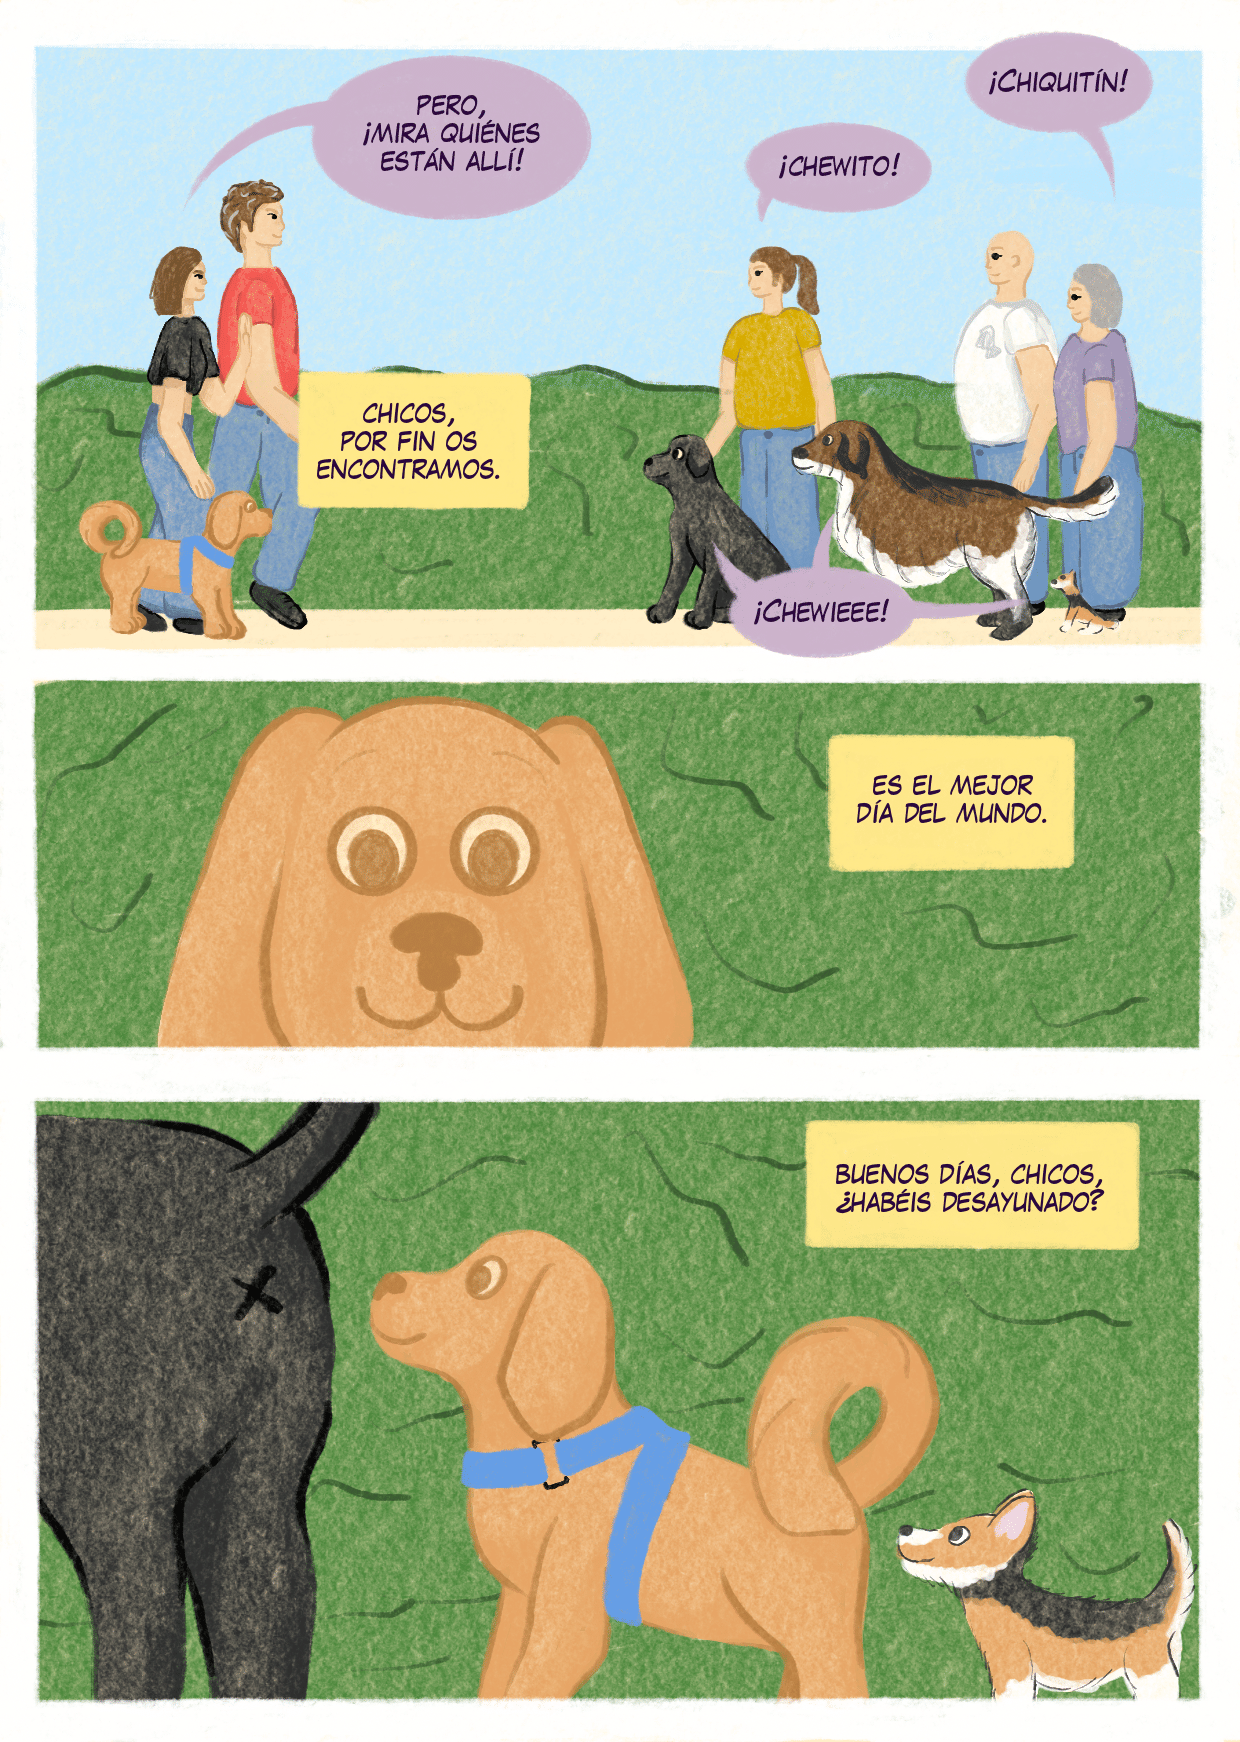 PERO,
¡MIRA QUIÉNES
ESTÁN ALLÍ!
¡CHEWITO!
¡CHIQUITÍN!
CHICOS,
POR FIN OS
ENCONTRAMOS.
¡CHEWIEEE!
ES EL MEJOR
DÍA DEL MUNDO.
BUENOS DÍAS, CHICOS,
¿HABÉIS DESAYUNADO?